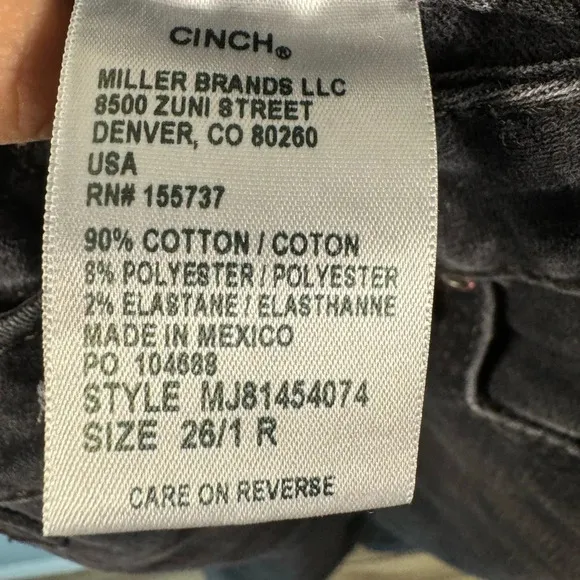 CINCH®
MILLER BRANDS LLC
8500 ZUNI STREET
DENVER, CO 80260
USA
RN# 155737
90% COTTON / COTON
8% POLYESTER / POLYESTER
2% ELASTANE / ELASTHANNE
MADE IN MEXICO
PO 104669
STYLE MJ81454074
SIZE 26/1 R
CARE ON REVERSE